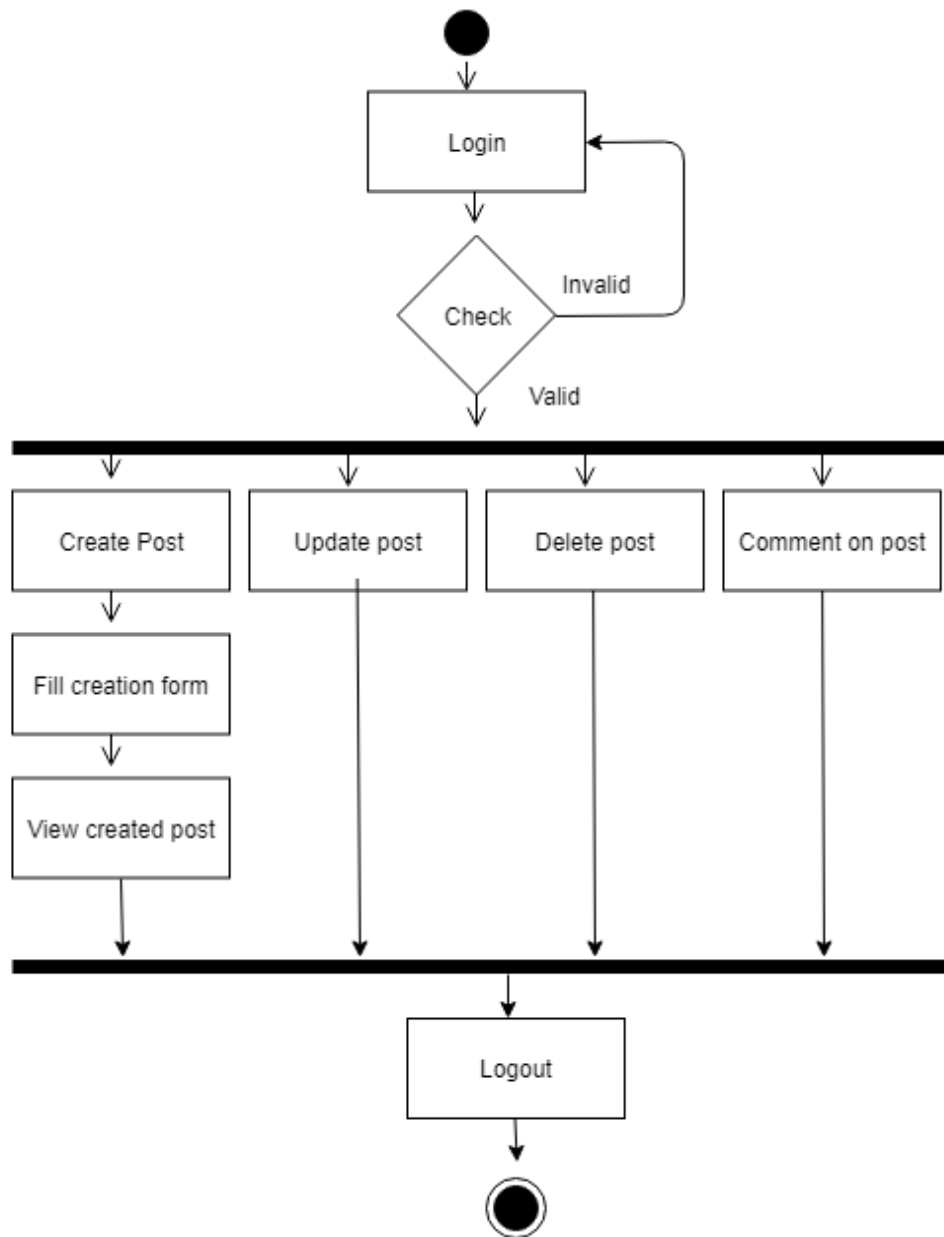 Login
Invalid
Check
Valid
Create Post
Update post
Delete post
Comment on post
Fill creation form
View created post
Logout